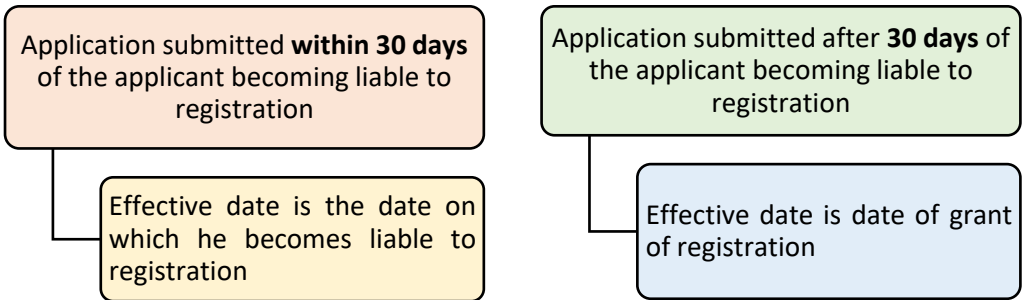 Application submitted within 30 days
of the applicant becoming liable to
registration
Effective date is the date on
which he becomes liable to
registration
Application submitted after 30 days of
the applicant becoming liable to
registration
Effective date is date of grant
of registration